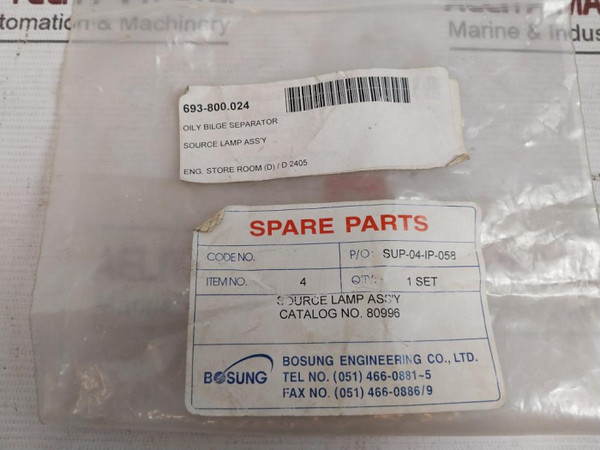 tomation & Machinery
Marine & Indus
693-800.024
OILY BILGE SEPARATOR
SOURCE LAMP ASS'Y
ENG. STORE ROOM (D) / D 2405
SPARE PARTS
CODE NO. P/O: SUP-04-IP-058
ITEM NO. 4 Q'TY: 1 SET
SOURCE LAMP ASS'Y
CATALOG NO. 80996
BOSUNG
BOSUNG ENGINEERING CO., LTD.
TEL NO. (051) 466-0881~5
FAX NO. (051) 466-0886/9